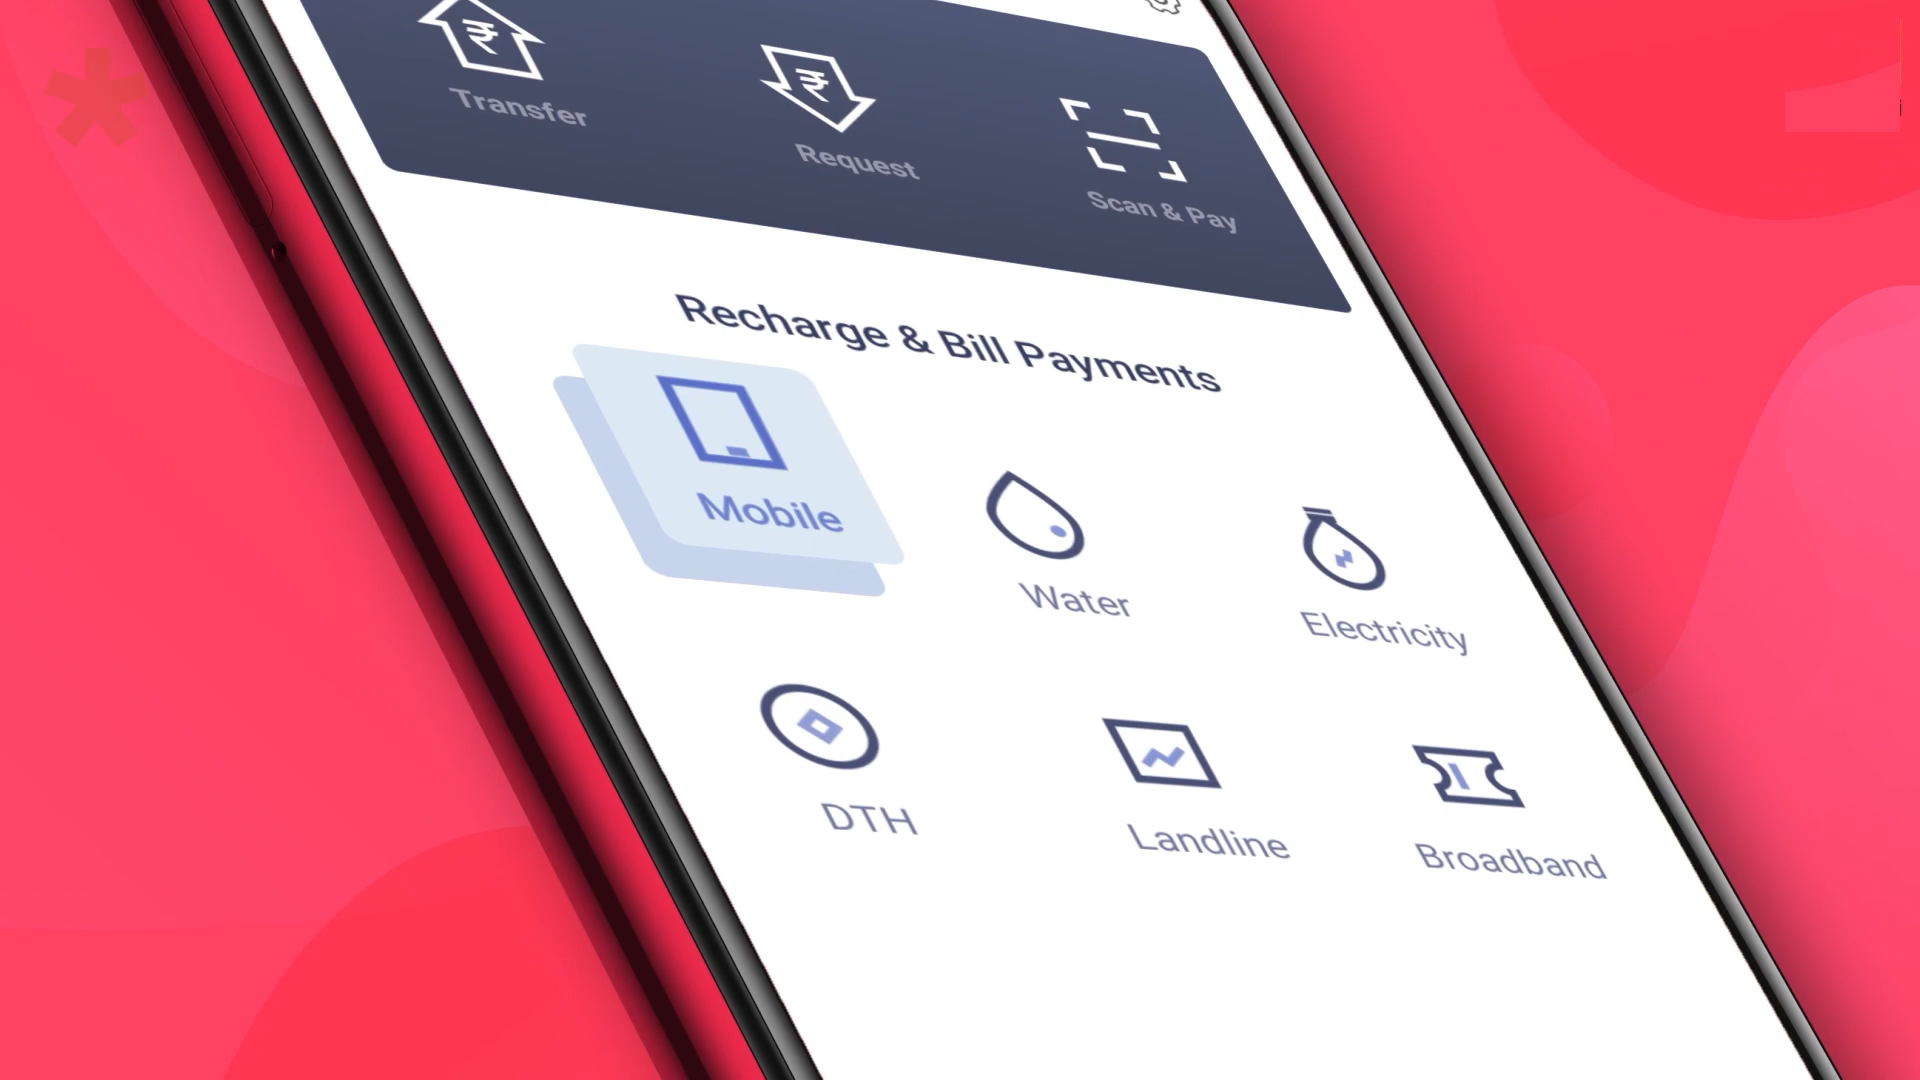 Transfer
Request
Scan & Pay
Recharge & Bill Payments
Mobile
Water
Electricity
DTH
Landline
Broadband